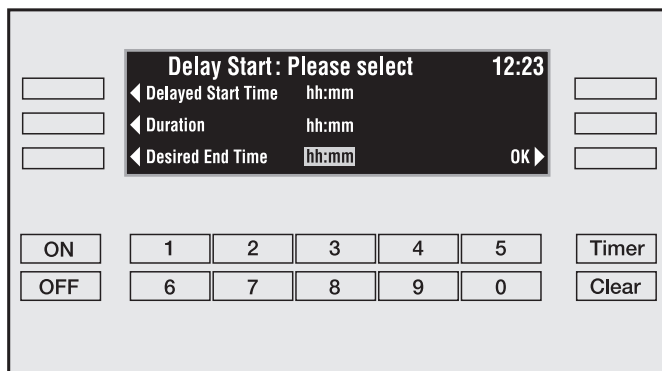 Delay Start: Please select 12:23
Delayed Start Time hh:mm
Duration hh:mm
Desired End Time hh:mm OK
ON 1 2 3 4 5 Timer
OFF 6 7 8 9 0 Clear